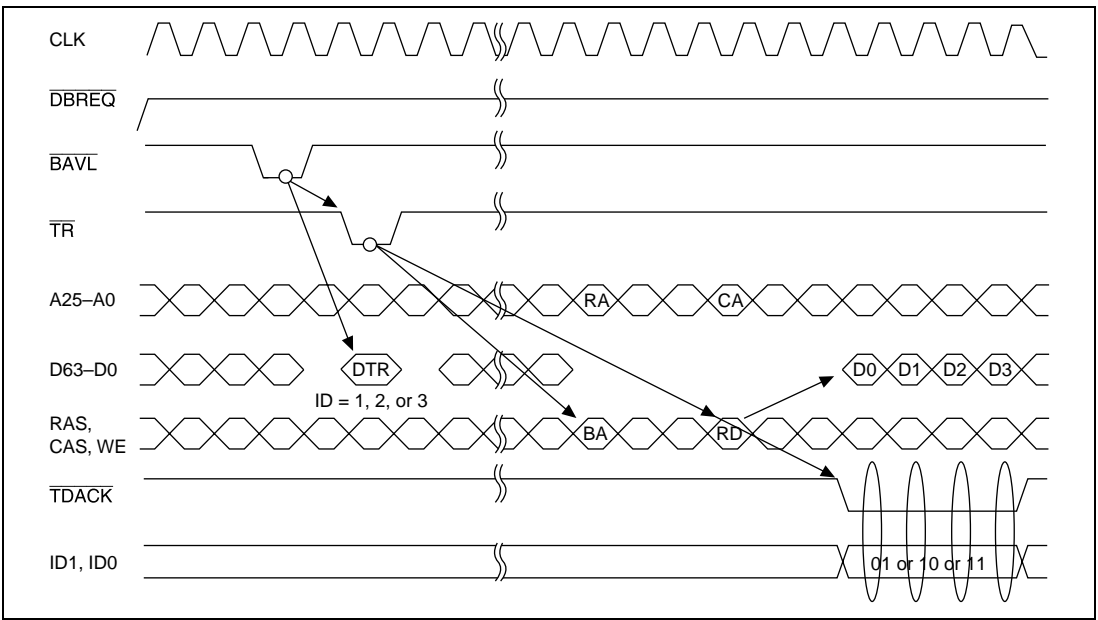 CLK
DBREQ
BAVL
TR
A25–A0
RA
CA
D63–D0
DTR
D0
D1
D2
D3
ID = 1, 2, or 3
RAS,
CAS, WE
BA
RD
TDACK
ID1, ID0
01 or 10 or 11